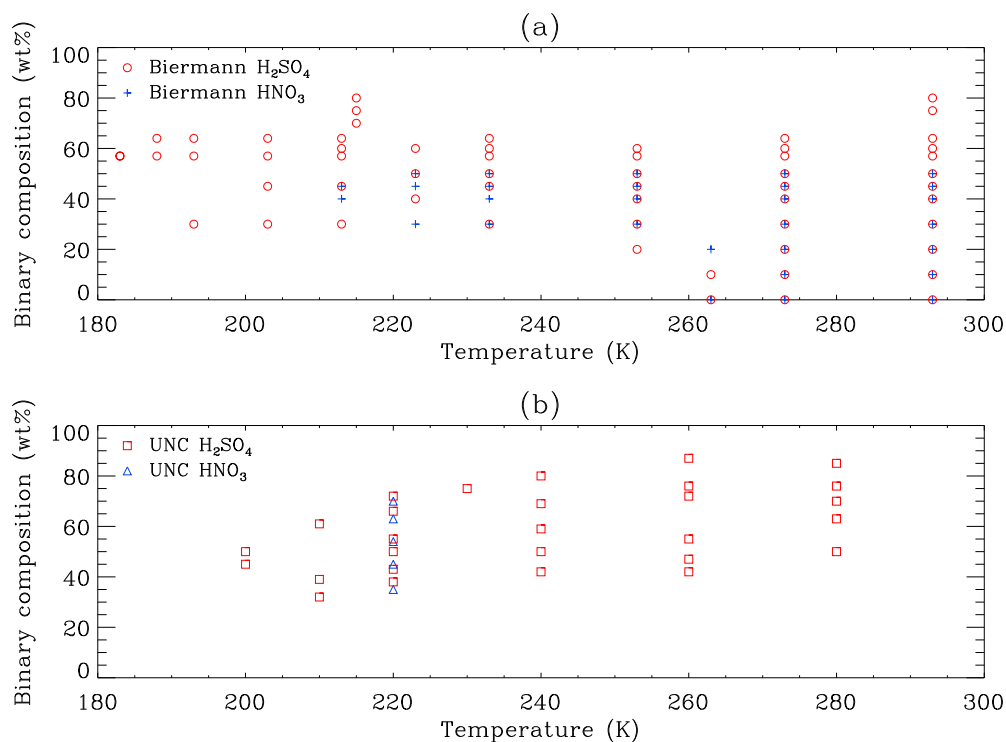 (a)
Binary composition (wt%)
100
80
60
40
20
0
Biermann H₂SO₄
Biermann HNO₃
180 200 220 240 260 280 300
Temperature (K)
(b)
Binary composition (wt%)
100
80
60
40
20
0
UNC H₂SO₄
UNC HNO₃
180 200 220 240 260 280 300
Temperature (K)